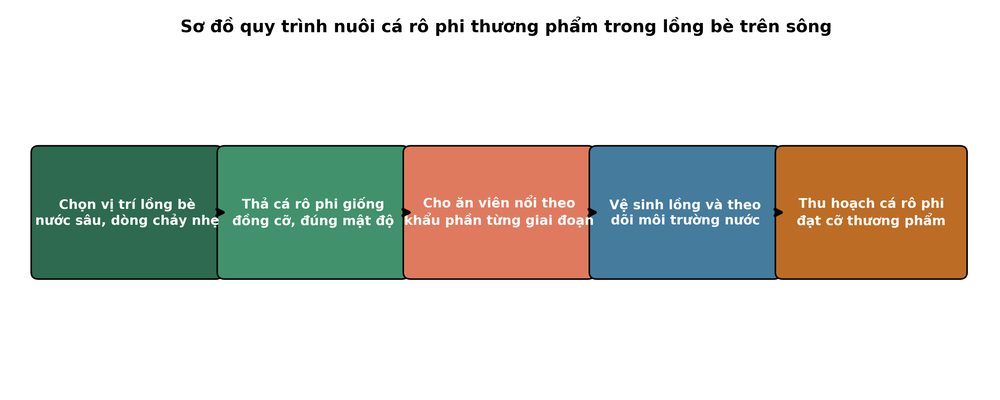 Sơ đồ quy trình nuôi cá rô phi thương phẩm trong lồng bè trên sông
Chọn vị trí lồng bè
nước sâu, dòng chảy nhẹ
Thả cá rô phi giống
đồng cỡ, đúng mật độ
Cho ăn viên nổi theo
khẩu phần từng giai đoạn
Vệ sinh lồng và theo
dõi môi trường nước
Thu hoạch cá rô phi
đạt cỡ thương phẩm